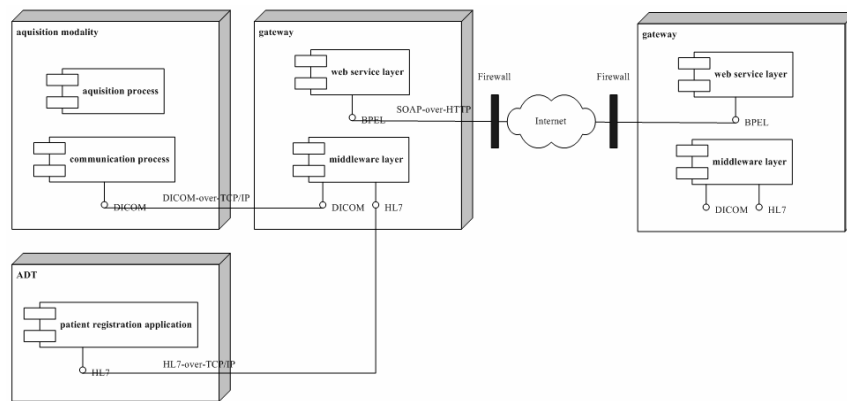 aquisition modality
aquisition process
communication process
DICOM
DICOM-over-TCP/IP
gateway
web service layer
BPEL
SOAP-over-HTTP
middleware layer
DICOM
HL7
Firewall
Internet
Firewall
gateway
web service layer
BPEL
middleware layer
DICOM
HL7
ADT
patient registration application
HL7
HL7-over-TCP/IP